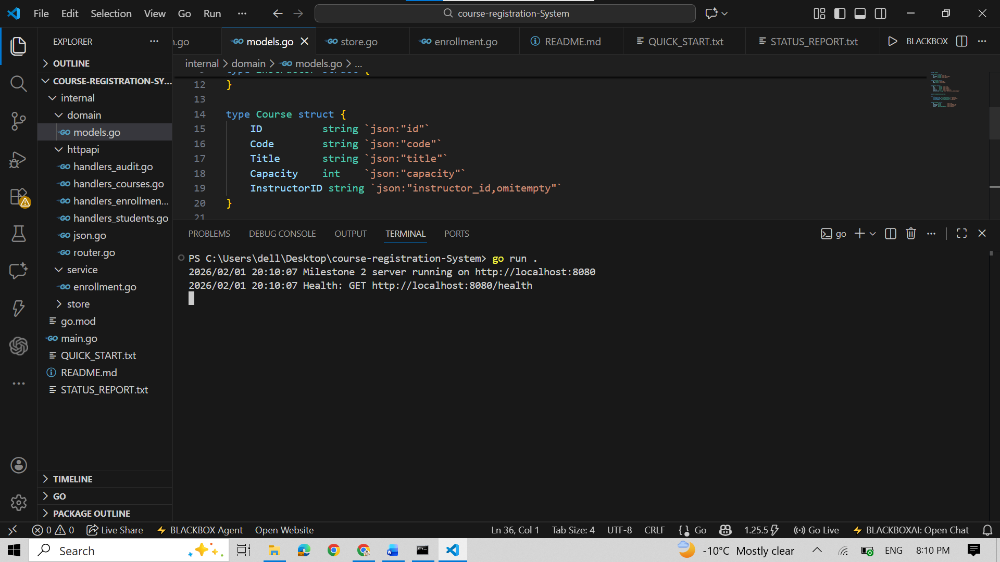 File Edit Selection View Go Run ···
course-registration-System
EXPLORER
OUTLINE
COURSE-REGISTRATION-SY...
internal
domain
models.go
httpapi
handlers_audit.go
handlers_courses.go
handlers_enrollmen...
handlers_students.go
json.go
router.go
service
enrollment.go
store
go.mod
main.go
QUICK_START.txt
README.md
STATUS_REPORT.txt
TIMELINE
GO
PACKAGE OUTLINE
.go models.go store.go enrollment.go README.md QUICK_START.txt STATUS_REPORT.txt BLACKBOX
internal > domain > models.go > ...
12 }
13
14 type Course struct {
15 ID string `json:"id"`
16 Code string `json:"code"`
17 Title string `json:"title"`
18 Capacity int `json:"capacity"`
19 InstructorID string `json:"instructor_id,omitempty"`
20 }
21
PROBLEMS DEBUG CONSOLE OUTPUT TERMINAL PORTS
go
PS C:\Users\dell\Desktop\course-registration-System> go run .
2026/02/01 20:10:07 Milestone 2 server running on http://localhost:8080
2026/02/01 20:10:07 Health: GET http://localhost:8080/health
0 0 Live Share BLACKBOX Agent Open Website Ln 36, Col 1 Tab Size: 4 UTF-8 CRLF {} Go 1.25.5 Go Live BLACKBOXAI: Open Chat
Search -10°C Mostly clear ENG 8:10 PM